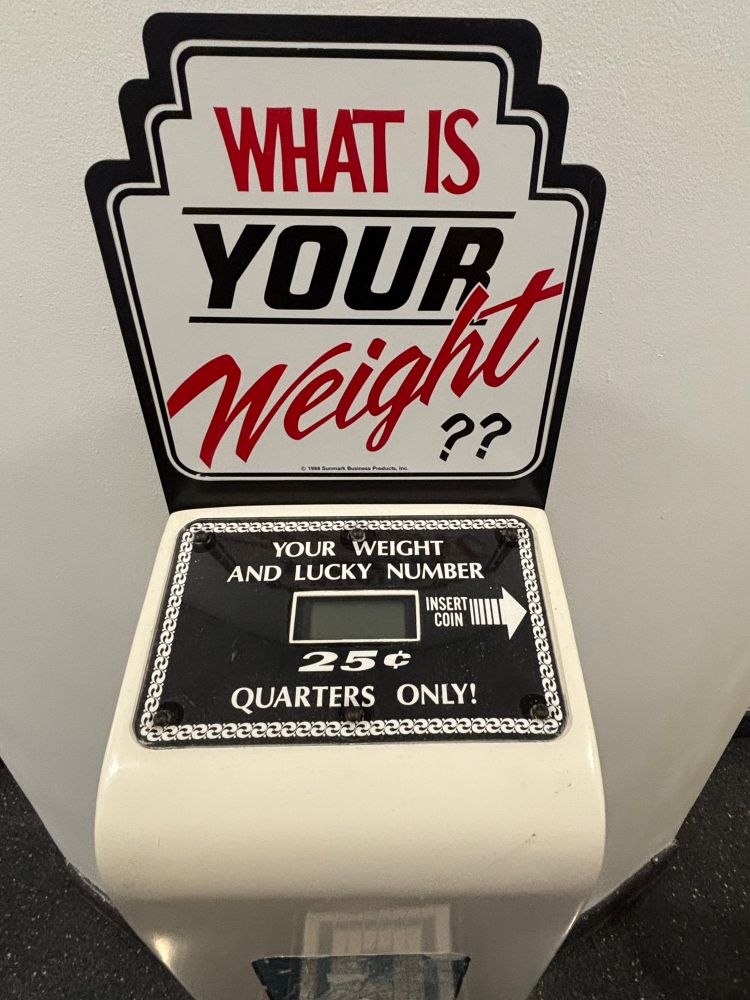 WHAT IS
YOUR
Weight
??
© 1988 Sunmark Business Products, Inc.
YOUR WEIGHT
AND LUCKY NUMBER
INSERT
COIN
25¢
QUARTERS ONLY!